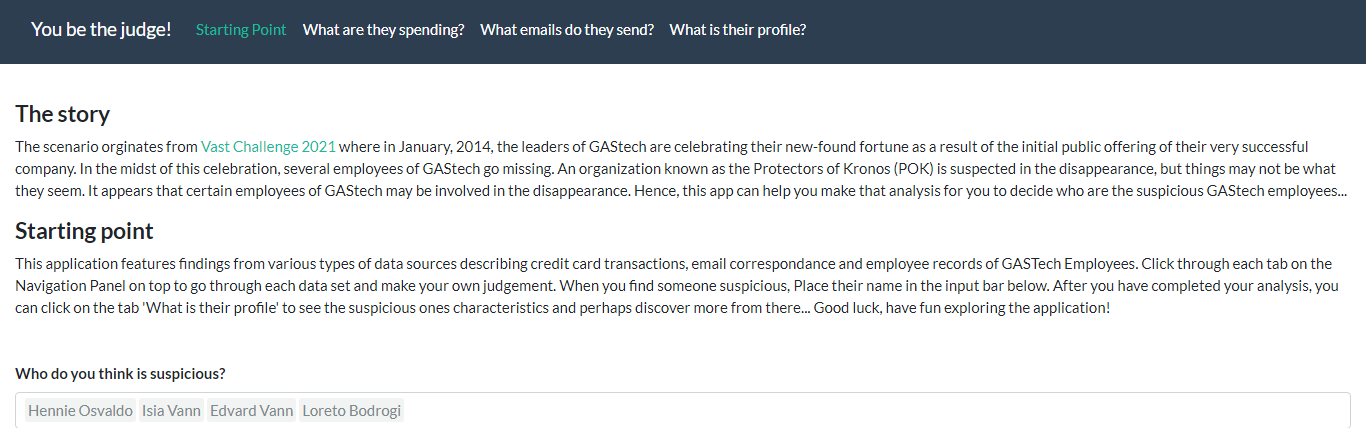 You be the judge! Starting Point What are they spending? What emails do they send? What is their profile?
The story
The scenario orginates from Vast Challenge 2021 where in January, 2014, the leaders of GAStech are celebrating their new-found fortune as a result of the initial public offering of their very successful
company. In the midst of this celebration, several employees of GAStech go missing. An organization known as the Protectors of Kronos (POK) is suspected in the disappearance, but things may not be what
they seem. It appears that certain employees of GAStech may be involved in the disappearance. Hence, this app can help you make that analysis for you to decide who are the suspicious GAStech employees...
Starting point
This application features findings from various types of data sources describing credit card transactions, email correspondance and employee records of GASTech Employees. Click through each tab on the
Navigation Panel on top to go through each data set and make your own judgement. When you find someone suspicious, Place their name in the input bar below. After you have completed your analysis, you
can click on the tab 'What is their profile' to see the suspicious ones characteristics and perhaps discover more from there... Good luck, have fun exploring the application!
Who do you think is suspicious?
Hennie Osvaldo Isia Vann Edvard Vann Loreto Bodrogi